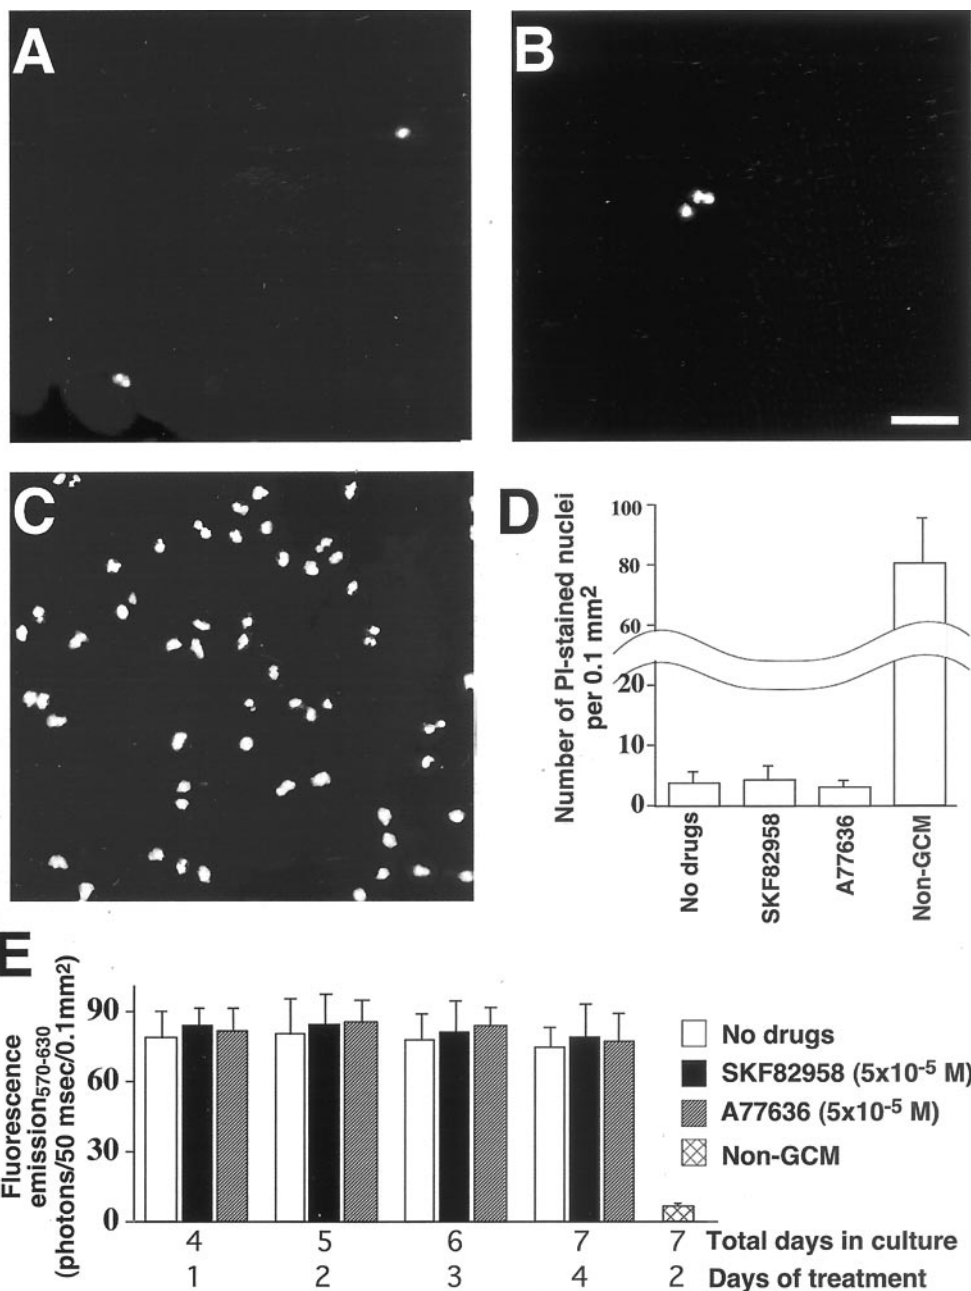 A
B
C
D
Number of PI-stained nuclei
per 0.1 mm2
100
80
60
20
10
0
No drugs
SKF82958
A77636
Non-GCM
E
Fluorescence
emission570-630
(photons/50 msec/0.1mm2)
90
60
30
0
No drugs
SKF82958 (5x10-5 M)
A77636 (5x10-5 M)
Non-GCM
4 5 6 7 7 Total days in culture
1 2 3 4 2 Days of treatment